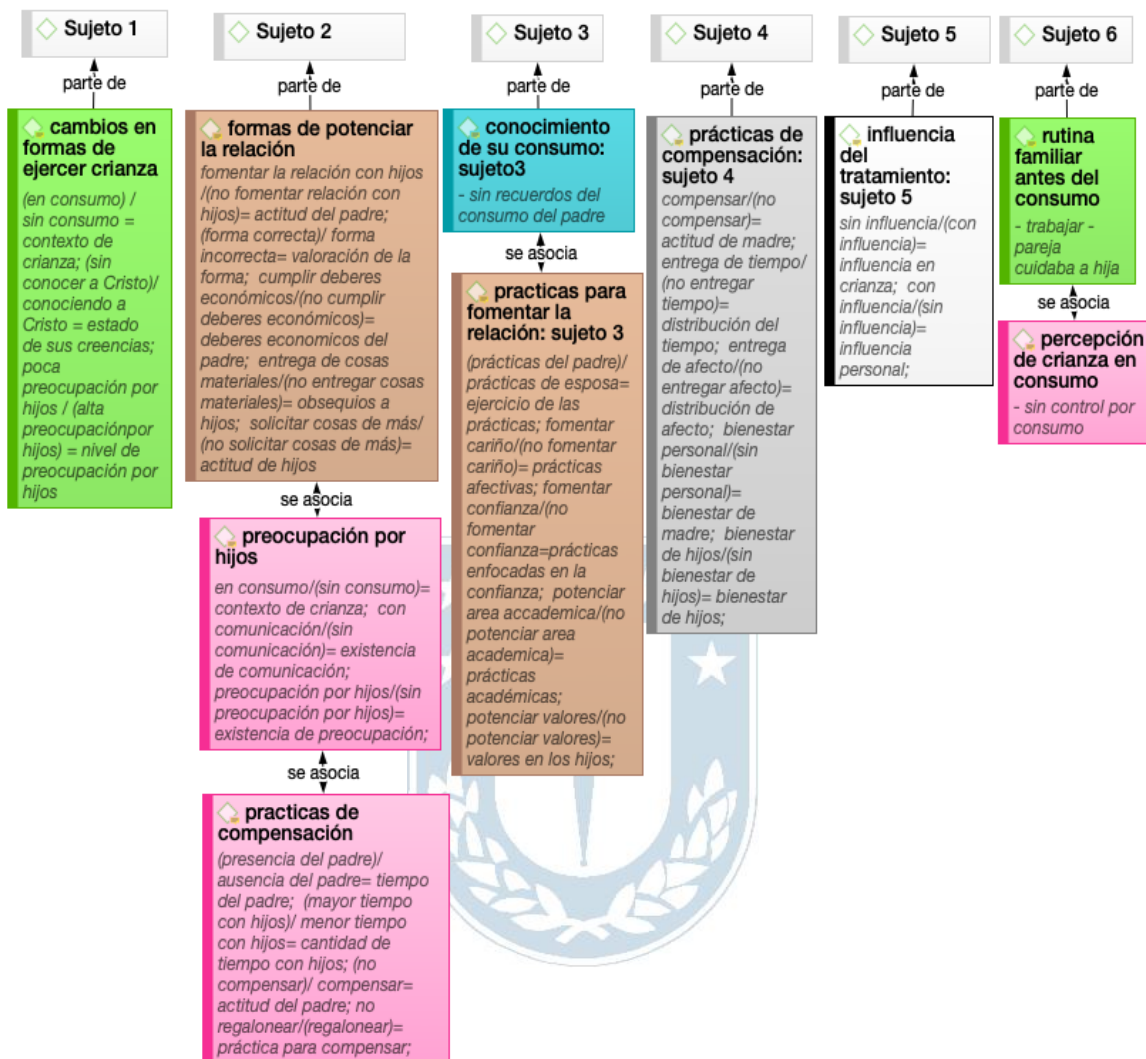 Sujeto 1
parte de
cambios en
formas de
ejercer crianza
(en consumo) /
sin consumo =
contexto de
crianza; (sin
conocer a Cristo)/
conociendo a
Cristo = estado
de sus creencias;
poca
preocupación por
hijos / (alta
preocupaciónpor
hijos) = nivel de
preocupación por
hijos
Sujeto 2
parte de
formas de potenciar
la relación
fomentar la relación con hijos
/(no fomentar relación con
hijos)= actitud del padre;
(forma correcta)/ forma
incorrecta= valoración de la
forma; cumplir deberes
económicos/(no cumplir
deberes económicos)=
deberes economicos del
padre; entrega de cosas
materiales/(no entregar cosas
materiales)= obsequios a
hijos; solicitar cosas de más/
(no solicitar cosas de más)=
actitud de hijos
se asocia
preocupación por
hijos
en consumo/(sin consumo)=
contexto de crianza; con
comunicación/(sin
comunicación)= existencia
de comunicación;
preocupación por hijos/(sin
preocupación por hijos)=
existencia de preocupación;
se asocia
practicas de
compensación
(presencia del padre)/
ausencia del padre= tiempo
del padre; (mayor tiempo
con hijos)/ menor tiempo
con hijos= cantidad de
tiempo con hijos; (no
compensar)/ compensar=
actitud del padre; no
regalonear/(regalonear)=
práctica para compensar;
Sujeto 3
parte de
conocimiento
de su consumo:
sujeto3
- sin recuerdos del
consumo del padre
se asocia
practicas para
fomentar la
relación: sujeto 3
(prácticas del padre)/
prácticas de esposa=
ejercicio de las
prácticas; fomentar
cariño/(no fomentar
cariño)= prácticas
afectivas; fomentar
confianza/(no
fomentar
confianza=prácticas
enfocadas en la
confianza; potenciar
area accademica/(no
potenciar area
academica)=
prácticas
académicas;
potenciar valores/(no
potenciar valores)=
valores en los hijos;
Sujeto 4
parte de
prácticas de
compensación:
sujeto 4
compensar/(no
compensar)=
actitud de madre;
entrega de tiempo/
(no entregar
tiempo)=
distribución del
tiempo; entrega
de afecto/(no
entregar afecto)=
distribución de
afecto; bienestar
personal/(sin
bienestar
personal)=
bienestar de
madre; bienestar
de hijos/(sin
bienestar de
hijos)= bienestar
de hijos;
Sujeto 5
parte de
influencia
del
tratamiento:
sujeto 5
sin influencia/(con
influencia)=
influencia en
crianza; con
influencia/(sin
influencia)=
influencia
personal;
Sujeto 6
parte de
rutina
familiar
antes del
consumo
- trabajar -
pareja
cuidaba a hija
se asocia
percepción
de crianza en
consumo
- sin control por
consumo